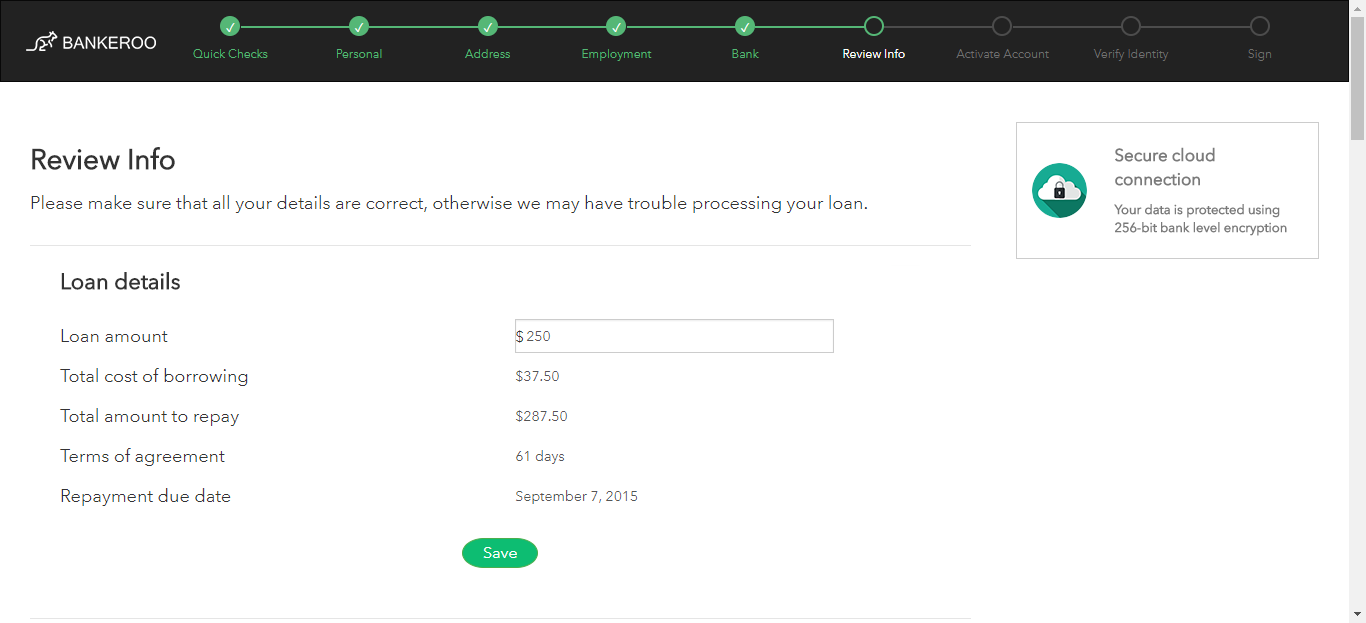 BANKEROO
Quick Checks
Personal
Address
Employment
Bank
Review Info
Activate Account
Verify Identity
Sign
Review Info
Please make sure that all your details are correct, otherwise we may have trouble processing your loan.
Secure cloud
connection
Your data is protected using
256-bit bank level encryption
Loan details
Loan amount $ 250
Total cost of borrowing $37.50
Total amount to repay $287.50
Terms of agreement 61 days
Repayment due date September 7, 2015
Save